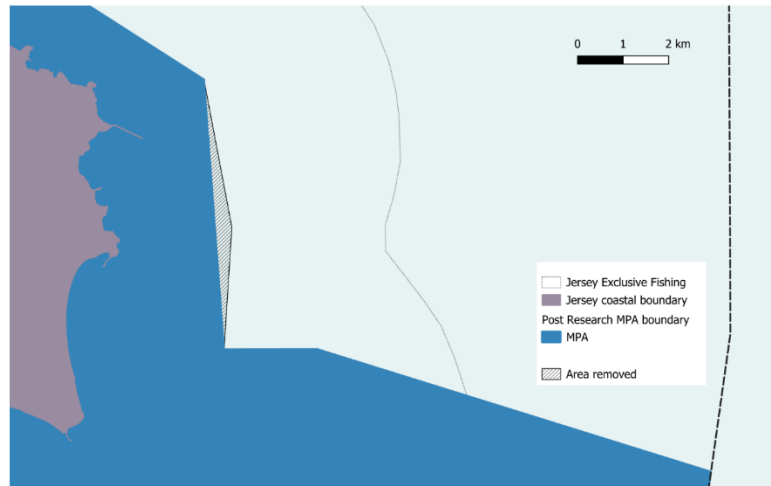 0 1 2 km
Jersey Exclusive Fishing
Jersey coastal boundary
Post Research MPA boundary
MPA
Area removed